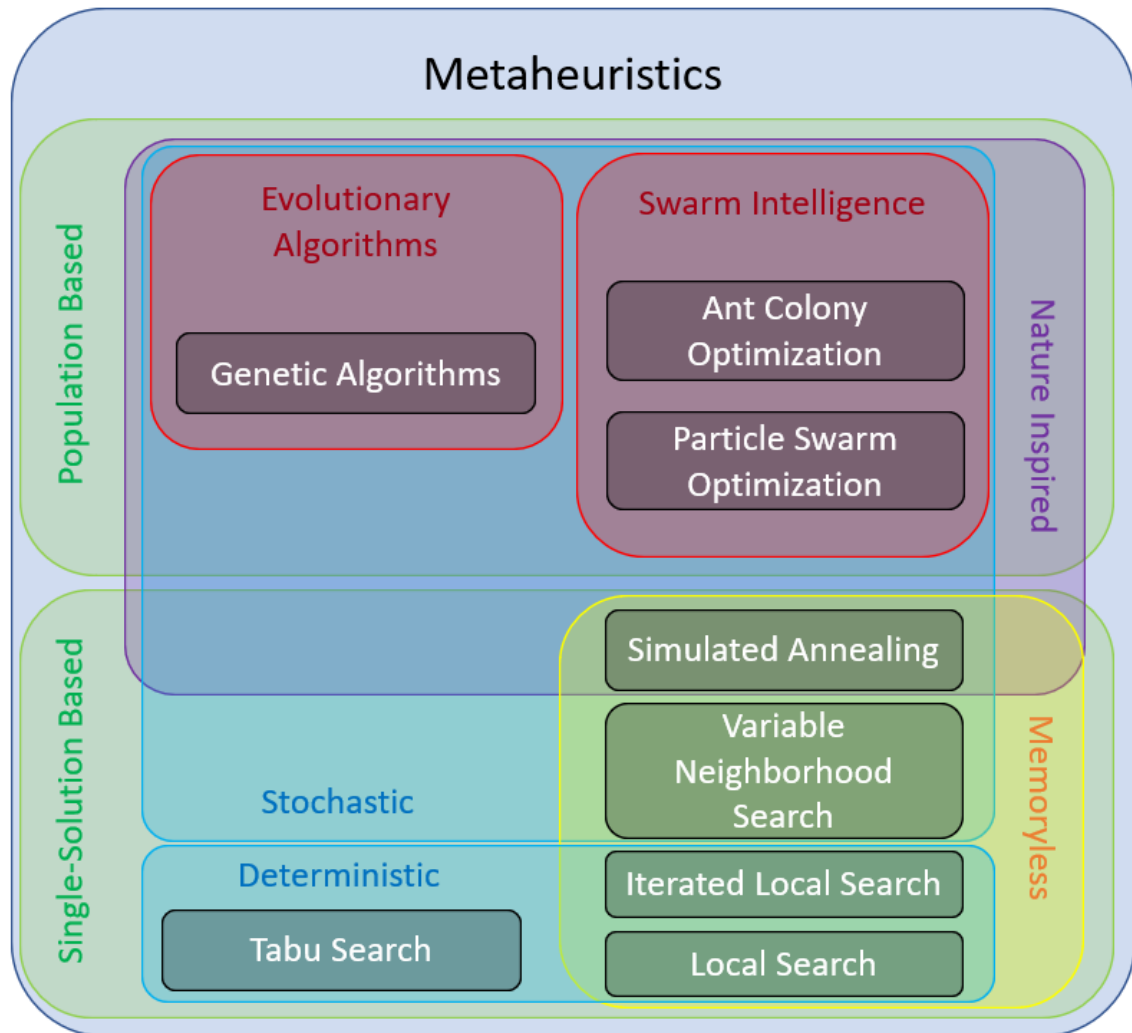 Metaheuristics
Population Based
Evolutionary
Algorithms
Genetic Algorithms
Swarm Intelligence
Ant Colony
Optimization
Particle Swarm
Optimization
Nature Inspired
Single-Solution Based
Simulated Annealing
Variable
Neighborhood
Search
Stochastic
Memoryless
Deterministic
Iterated Local Search
Tabu Search
Local Search